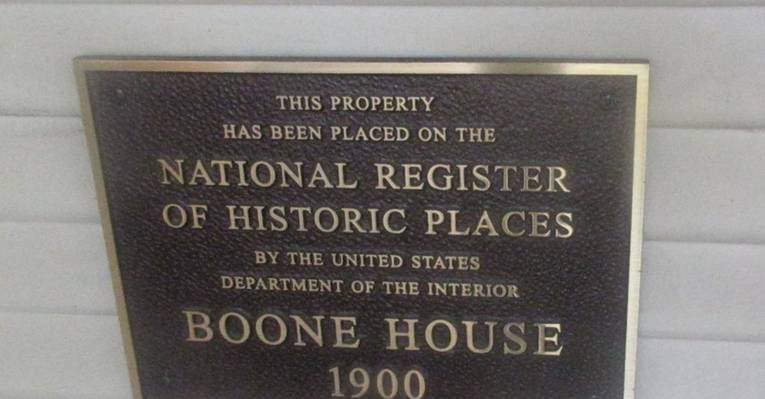 THIS PROPERTY
HAS BEEN PLACED ON THE
NATIONAL REGISTER
OF HISTORIC PLACES
BY THE UNITED STATES
DEPARTMENT OF THE INTERIOR
BOONE HOUSE
1900